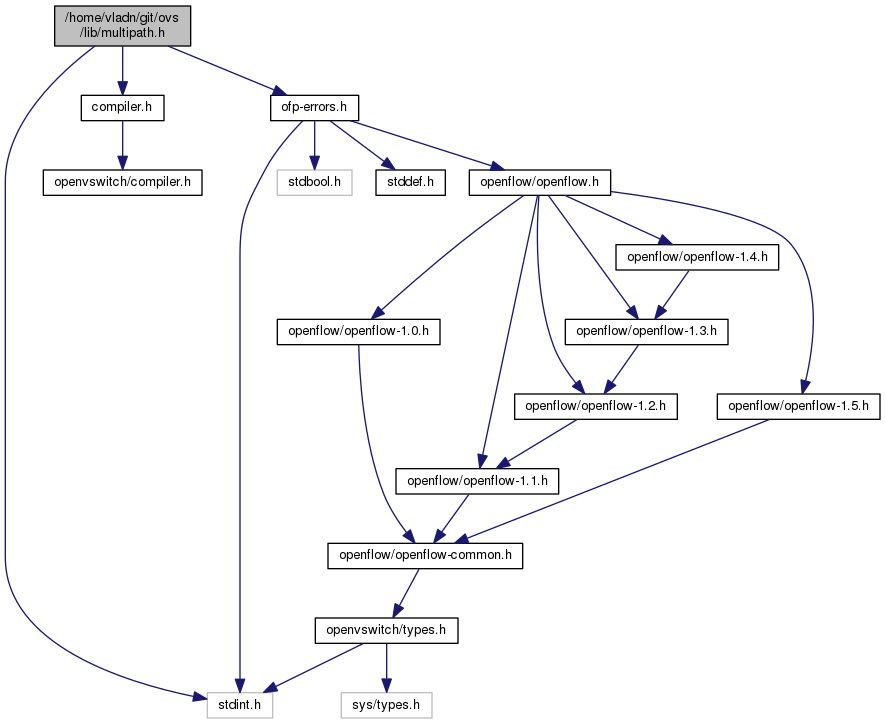 /home/vladn/git/ovs
/lib/multipath.h
compiler.h
ofp-errors.h
openvswitch/compiler.h
stdbool.h
stddef.h
openflow/openflow.h
openflow/openflow-1.4.h
openflow/openflow-1.0.h
openflow/openflow-1.3.h
openflow/openflow-1.2.h
openflow/openflow-1.5.h
openflow/openflow-1.1.h
openflow/openflow-common.h
openvswitch/types.h
stdint.h
sys/types.h